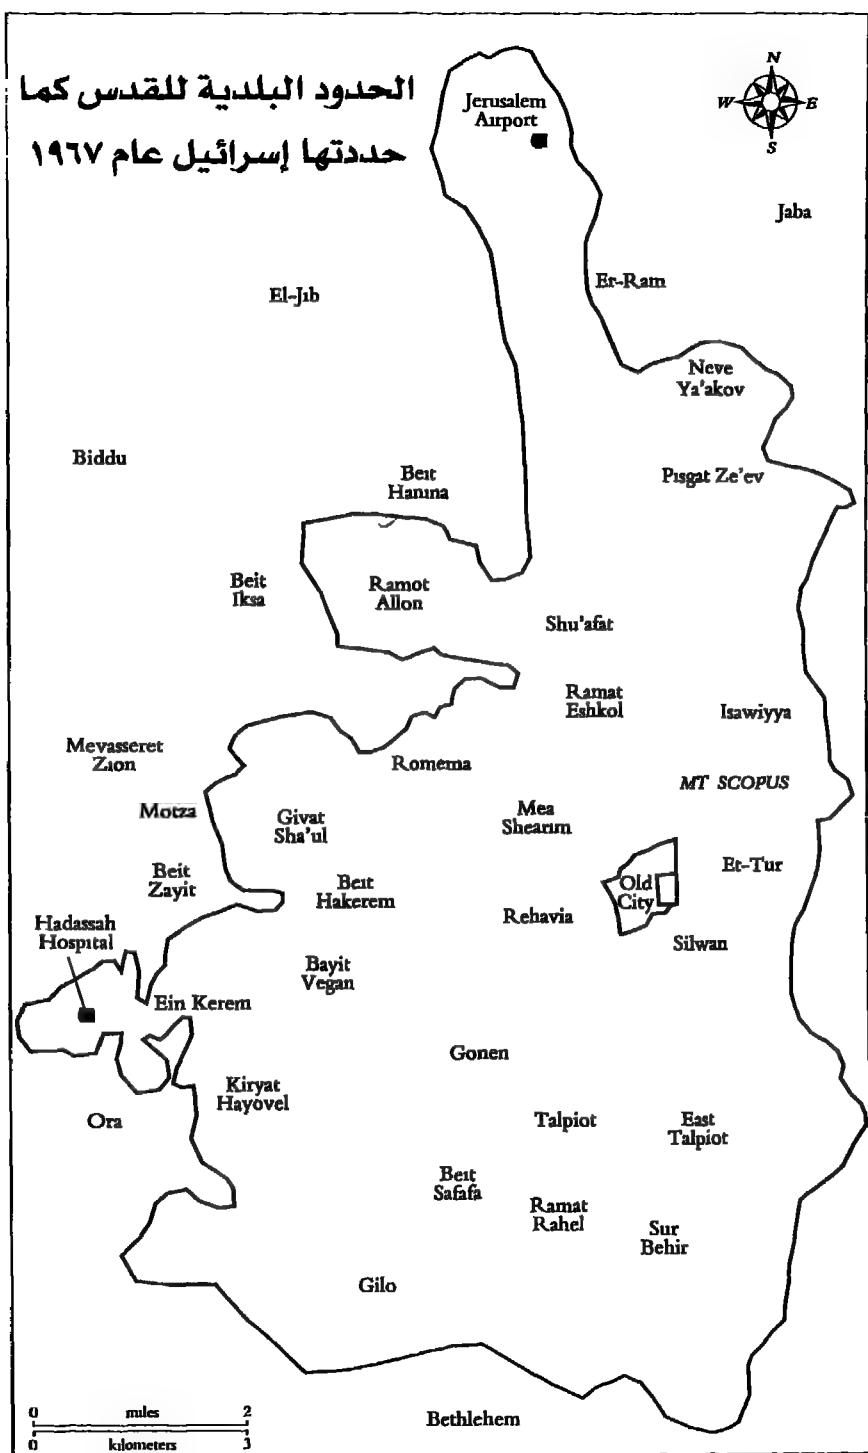 الحدود البلدية للقدس كما
حددتها إسرائيل عام ١٩٦٧
N
W E
S
Jerusalem
Airport
Jaba
Er-Ram
El-Jib
Neve
Ya'akov
Biddu
Beit
Hanina
Pisgat Ze'ev
Beit
Iksa
Ramot
Allon
Shu'afat
Ramat
Eshkol
Isawiyya
Mevasseret
Zion
Romema
MT SCOPUS
Motza
Givat
Sha'ul
Mea
Shearim
Beit
Zayit
Beit
Hakerem
Old
City
Et-Tur
Rehavia
Hadassah
Hospital
Silwan
Bayit
Vegan
Ein Kerem
Gonen
Kiryat
Hayovel
Ora
Talpiot
East
Talpiot
Beit
Safafa
Ramat
Rahel
Sur
Behir
Gilo
Bethlehem
0 miles 2
0 kilometers 3